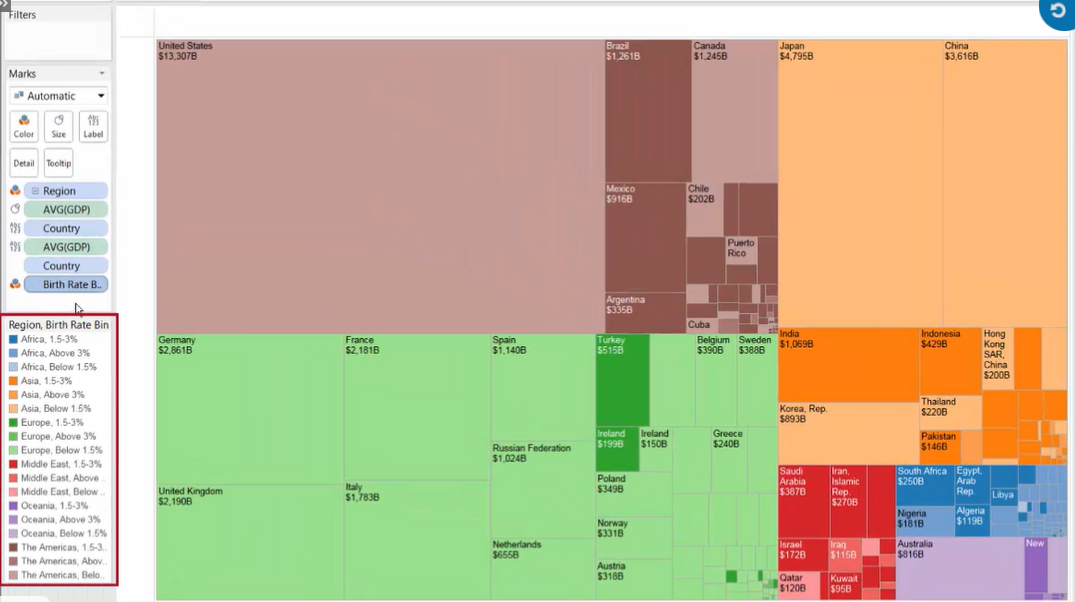 Filters
Marks
Automatic
Color
Size
Label
Detail
Tooltip
Region
AVG(GDP)
Country
AVG(GDP)
Country
Birth Rate B..
Region, Birth Rate Bin
Africa, 1.5-3%
Africa, Above 3%
Africa, Below 1.5%
Asia, 1.5-3%
Asia, Above 3%
Asia, Below 1.5%
Europe, 1.5-3%
Europe, Above 3%
Europe, Below 1.5%
Middle East, 1.5-3%
Middle East, Above ..
Middle East, Below ..
Oceania, 1.5-3%
Oceania, Above 3%
Oceania, Below 1.5%
The Americas, 1.5-3..
The Americas, Abov..
The Americas, Belo..
United States
$13,307B
Brazil
$1,261B
Canada
$1,245B
Mexico
$916B
Chile
$202B
Puerto
Rico
Argentina
$335B
Cuba
Japan
$4,795B
China
$3,616B
Germany
$2,861B
France
$2,181B
Spain
$1,140B
Turkey
$515B
Belgium
$390B
Sweden
$388B
Russian Federation
$1,024B
Ireland
$199B
Ireland
$150B
Greece
$240B
United Kingdom
$2,190B
Italy
$1,783B
Poland
$349B
Netherlands
$655B
Norway
$331B
Austria
$318B
India
$1,069B
Indonesia
$429B
Hong
Kong
SAR,
China
$200B
Korea, Rep.
$893B
Thailand
$220B
Pakistan
$146B
Saudi
Arabia
$387B
Iran,
Islamic
Rep.
$270B
Israel
$172B
Iraq
$115B
Qatar
$120B
Kuwait
$95B
South Africa
$250B
Egypt,
Arab
Rep.
Libya
Nigeria
$181B
Algeria
$119B
Australia
$816B
New